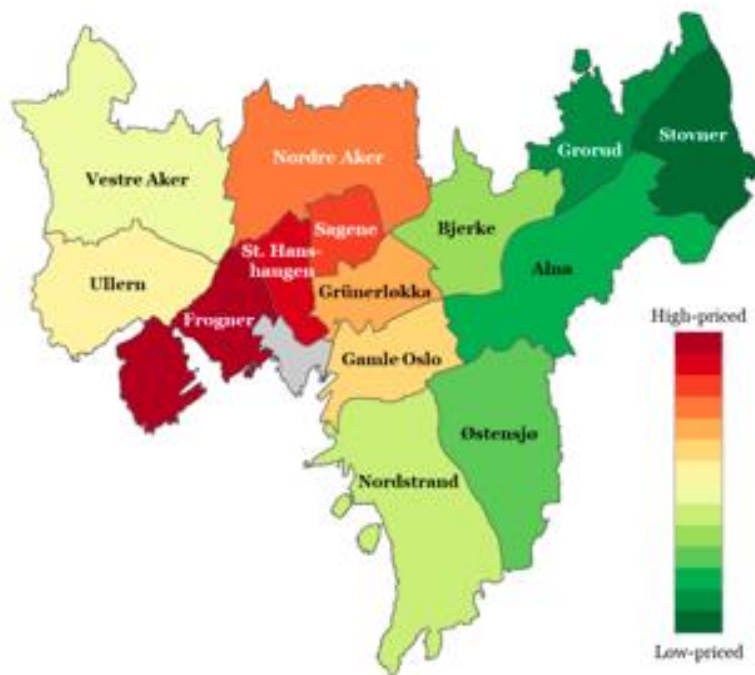 Nordre Aker
Grorud
Stovner
Vestre Aker
Sagene
Bjerke
St. Hans-
haugen
Alna
Ullern
Grünerløkka
Frogner
High-priced
Gamle Oslo
Østensjø
Nordstrand
Low-priced